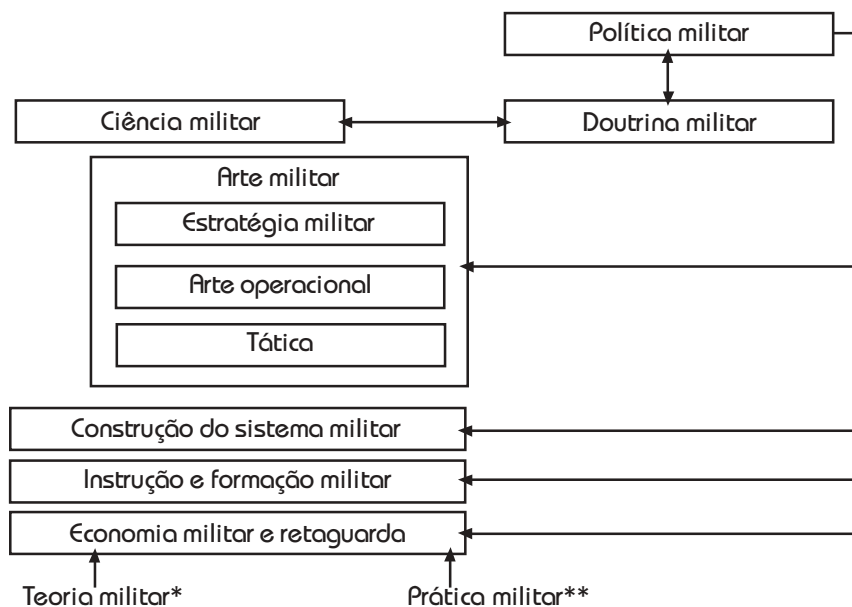 Política militar
Ciência militar
Doutrina militar
Arte militar
Estratégia militar
Arte operacional
Tática
Construção do sistema militar
Instrução e formação militar
Economia militar e retaguarda
Teoria militar*
Prática militar**